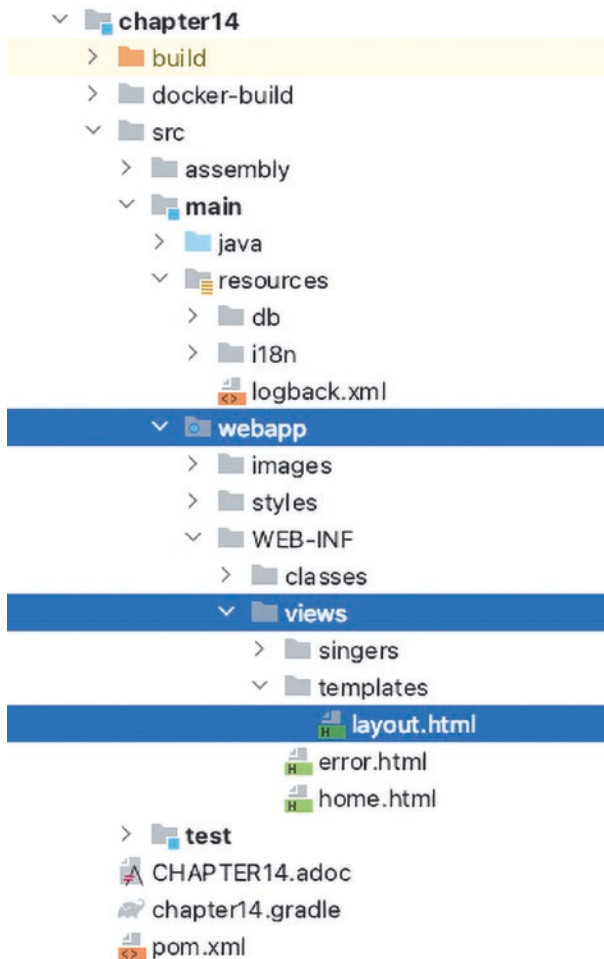 chapter14
build
docker-build
src
assembly
main
java
resources
db
i18n
logback.xml
webapp
images
styles
WEB-INF
classes
views
singers
templates
layout.html
error.html
home.html
test
CHAPTER14.adoc
chapter14.gradle
pom.xml